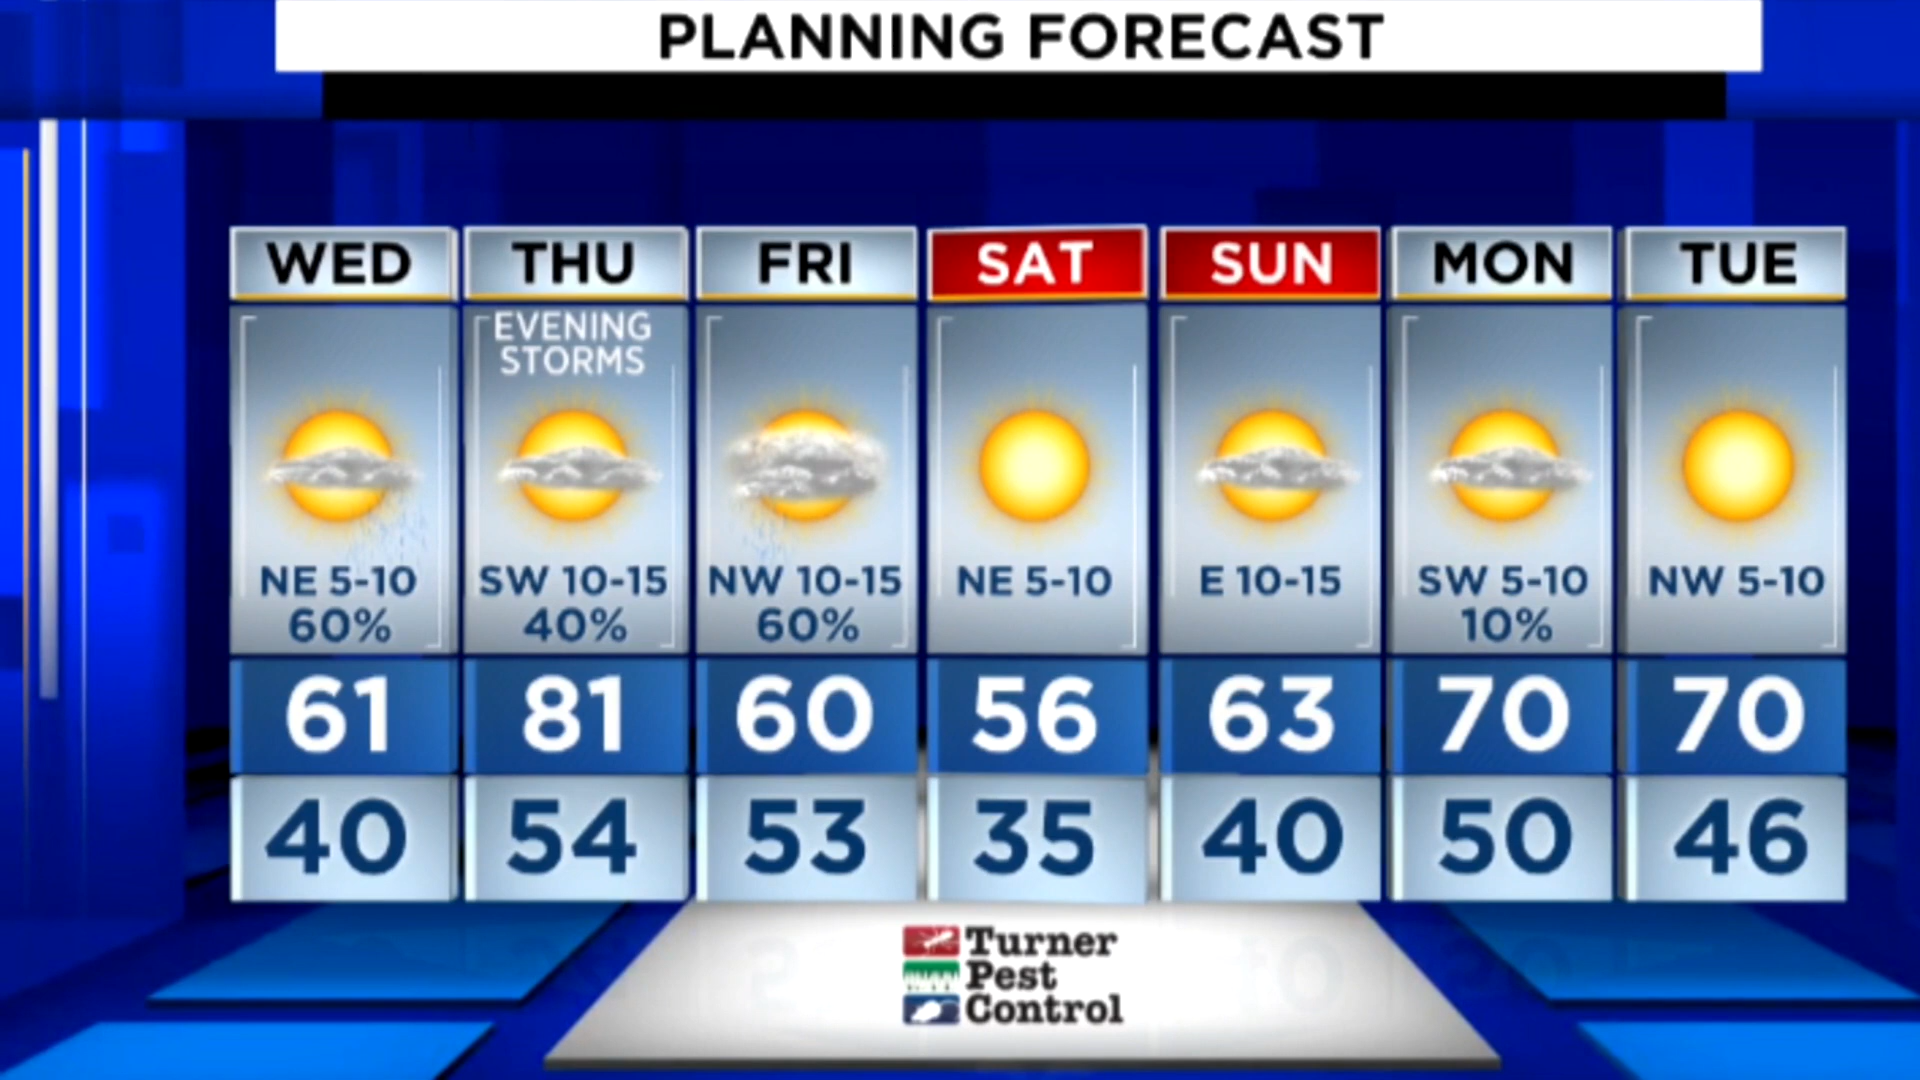 PLANNING FORECAST
WED THU FRI SAT SUN MON TUE
EVENING
STORMS
NE 5-10 SW 10-15 NW 10-15 NE 5-10 E 10-15 SW 5-10 NW 5-10
60% 40% 60% 10%
61 81 60 56 63 70 70
40 54 53 35 40 50 46
Turner
Pest
Control